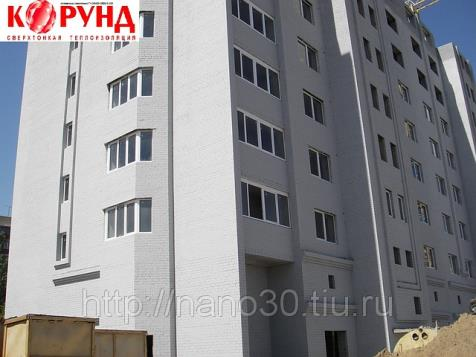 КОРУНД
СВЕРХТОНКАЯ ТЕПЛОИЗОЛЯЦИЯ
http://nano30.tiu.ru